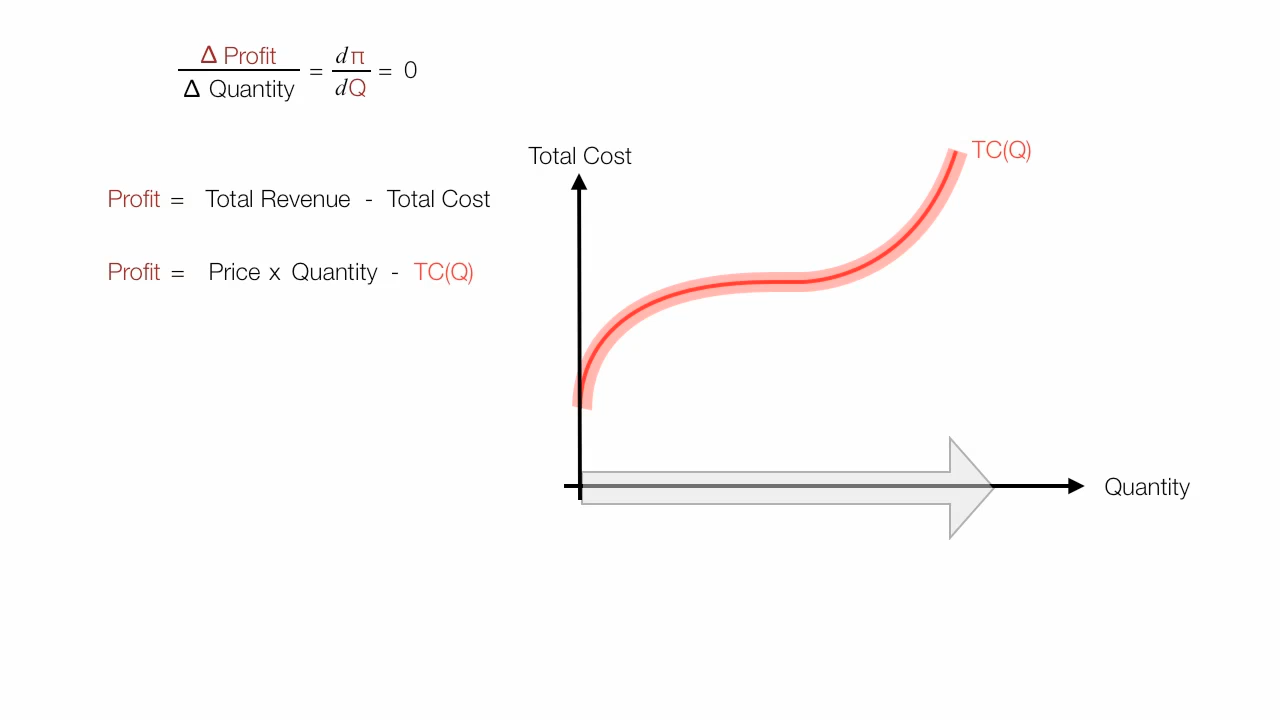 Δ Profit
Δ Quantity
= dπ
dQ
= 0
Total Cost
TC(Q)
Profit = Total Revenue - Total Cost
Profit = Price x Quantity - TC(Q)
Quantity